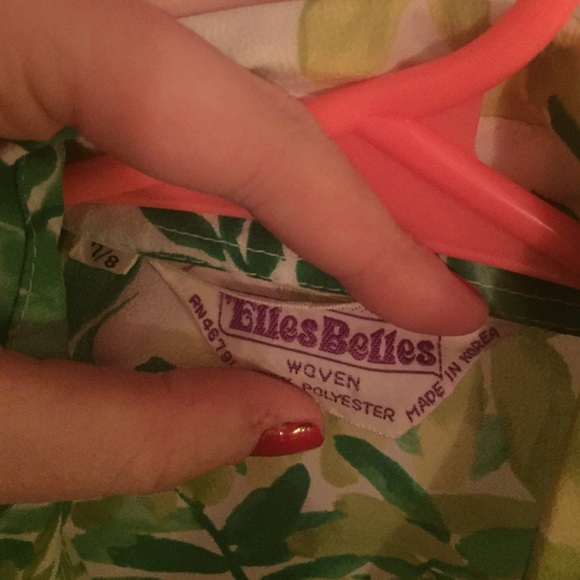 7/8
Elles Belles
WOVEN
POLYESTER
MADE IN KOREA